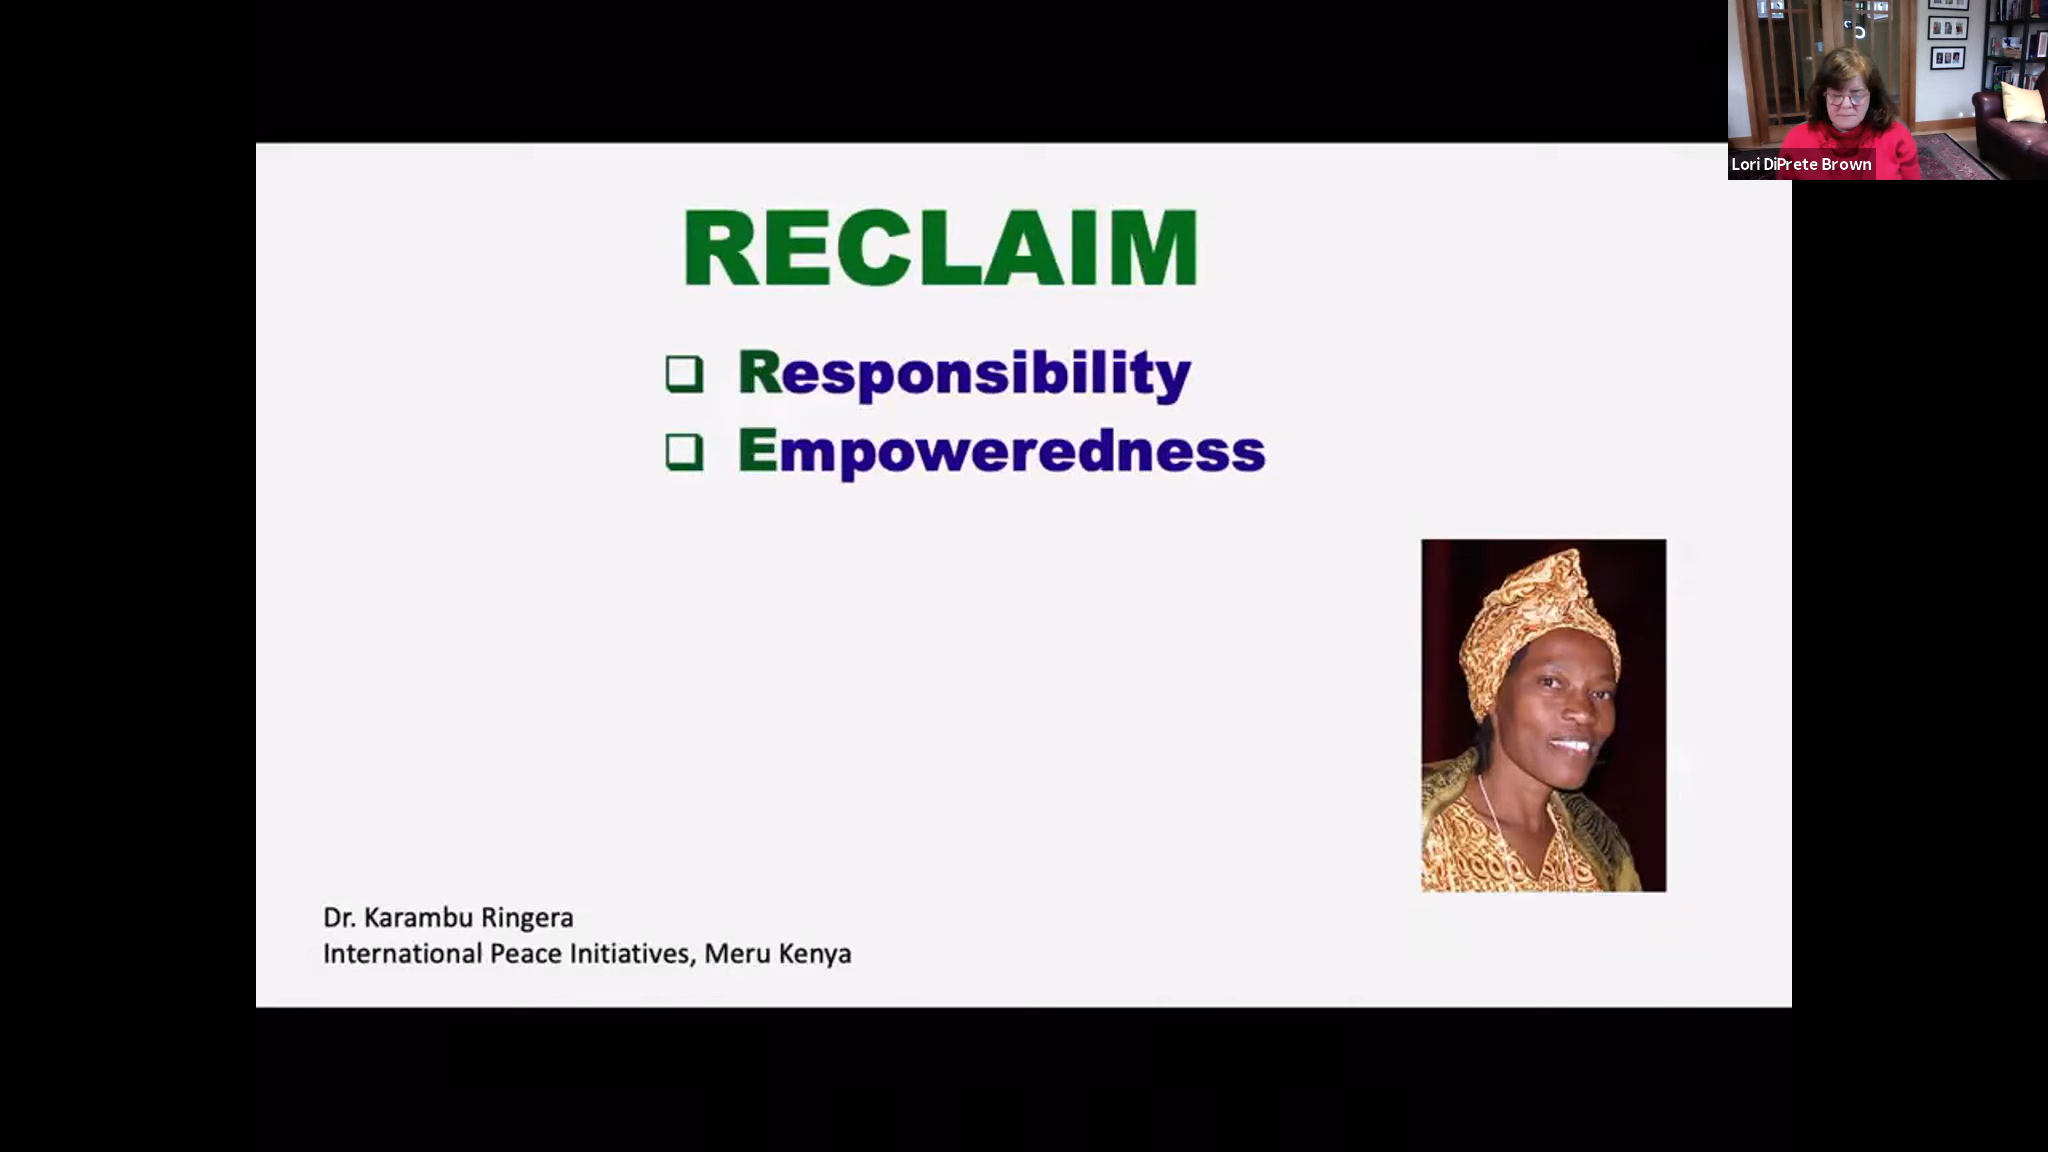 Lori DiPrete Brown
RECLAIM
Responsibility
Empoweredness
Dr. Karambu Ringera
International Peace Initiatives, Meru Kenya